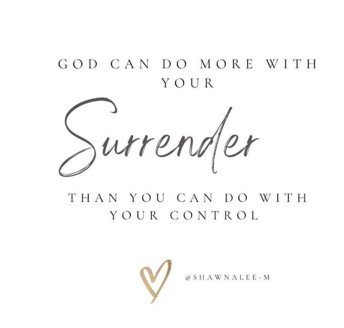 GOD CAN DO MORE WITH
YOUR
Surrender
THAN YOU CAN DO WITH
YOUR CONTROL
@SHAWNALEE-M